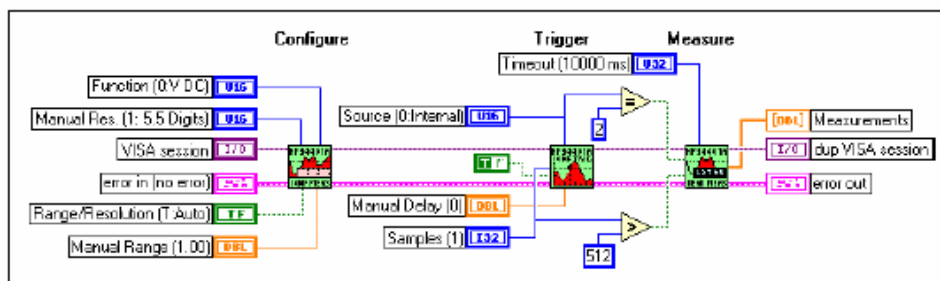 Configure
Trigger
Measure
Timeout (10000 ms)
U32
Function (0:V DC)
U16
Manual Res. (1: 5.5 Digits)
U16
Source (0:Internal)
U16
=
2
VISA session
I/O
[DBL]
Measurements
I/O
dup VISA session
error in (no error)
T F
error out
Range/Resolution (T:Auto)
TF
Manual Delay (0)
DBL
Manual Range (1.00)
DBL
Samples (1)
I32
>
512